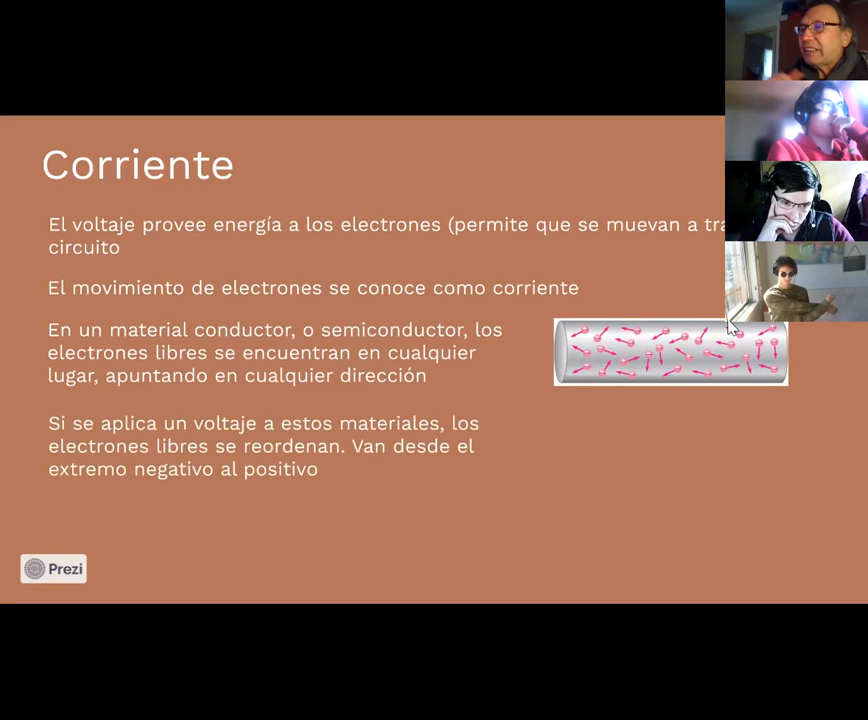 Corriente
El voltaje provee energía a los electrones (permite que se muevan a
circuito
El movimiento de electrones se conoce como corriente
En un material conductor, o semiconductor, los
electrones libres se encuentran en cualquier
lugar, apuntando en cualquier dirección
Si se aplica un voltaje a estos materiales, los
electrones libres se reordenan. Van desde el
extremo negativo al positivo
Prezi